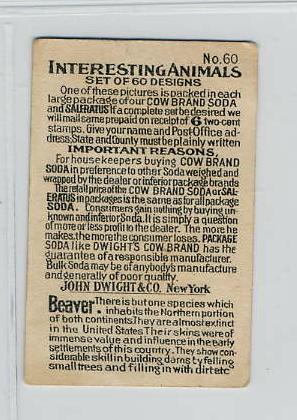 No.60
INTERESTING ANIMALS
SET OF 60 DESIGNS
One of these pictures is packed in each
large package of our COW BRAND SODA
and SALERATUS If a complete set be desired we
will mail same prepaid on receipt of 6 two-cent
stamps. Give your name and Post-Office ad-
dress, State and County must be plainly written
IMPORTANT REASONS,
For housekeepers buying COW BRAND
SODA in preference to other Soda weighed and
wrapped by the dealer or inferior package brands
The retail price of the COW BRAND SODA or SAL-
ERATUS in packages is the same as for all package
SODA. Consumers gain nothing by buying un-
known and inferior Soda. It is simply a question
of more or less profit to the dealer. The more he
makes, the more the consumer loses. PACKAGE
SODA like DWIGHT'S COW BRAND has the
guarantee of a responsible manufacturer.
Bulk Soda may be of anybody's manufacture
and generally of poor quality.
JOHN DWIGHT & CO. New York
Beaver. There is but one species which
inhabits the Northern portion
of both continents. They are almost extinct
in the United States Their skins were of
immense value and influence in the early
settlements of this country. They show con-
siderable skill in building dams by felling
small trees and filling in with dirt etc